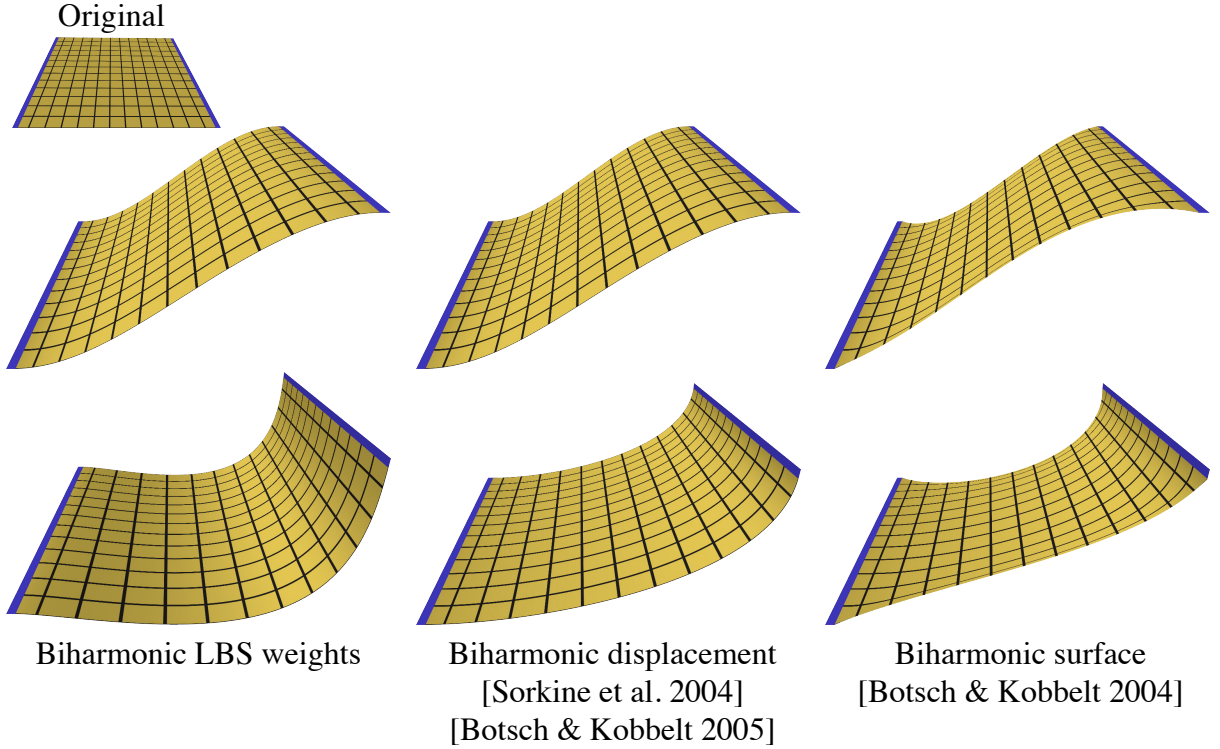 Original
Biharmonic LBS weights
Biharmonic displacement
[Sorkine et al. 2004]
[Botsch & Kobbelt 2005]
Biharmonic surface
[Botsch & Kobbelt 2004]